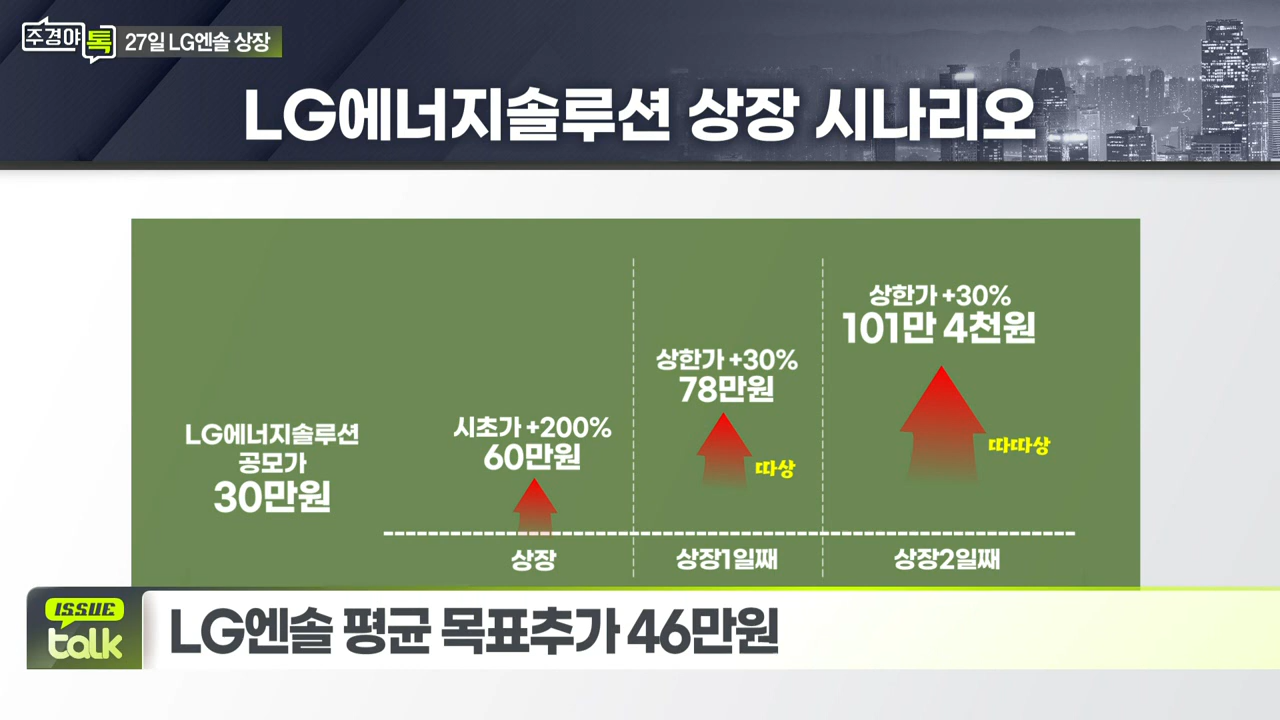 주경야톡
27일 LG엔솔 상장
LG에너지솔루션 상장 시나리오
LG에너지솔루션
공모가
30만원
시초가 +200%
60만원
상장
상한가 +30%
78만원
따상
상장1일째
상한가 +30%
101만 4천원
따따상
상장2일째
ISSUE
talk
LG엔솔 평균 목표추가 46만원